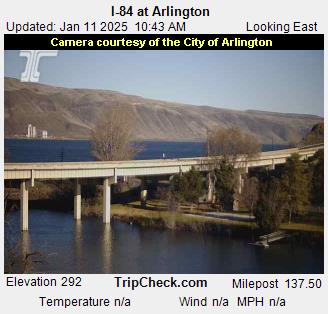 I-84 at Arlington
Updated: Jan 11 2025 10:43 AM Looking East
Camera courtesy of the City of Arlington
Elevation 292 TripCheck.com Milepost 137.50
Temperature n/a Wind n/a MPH n/a